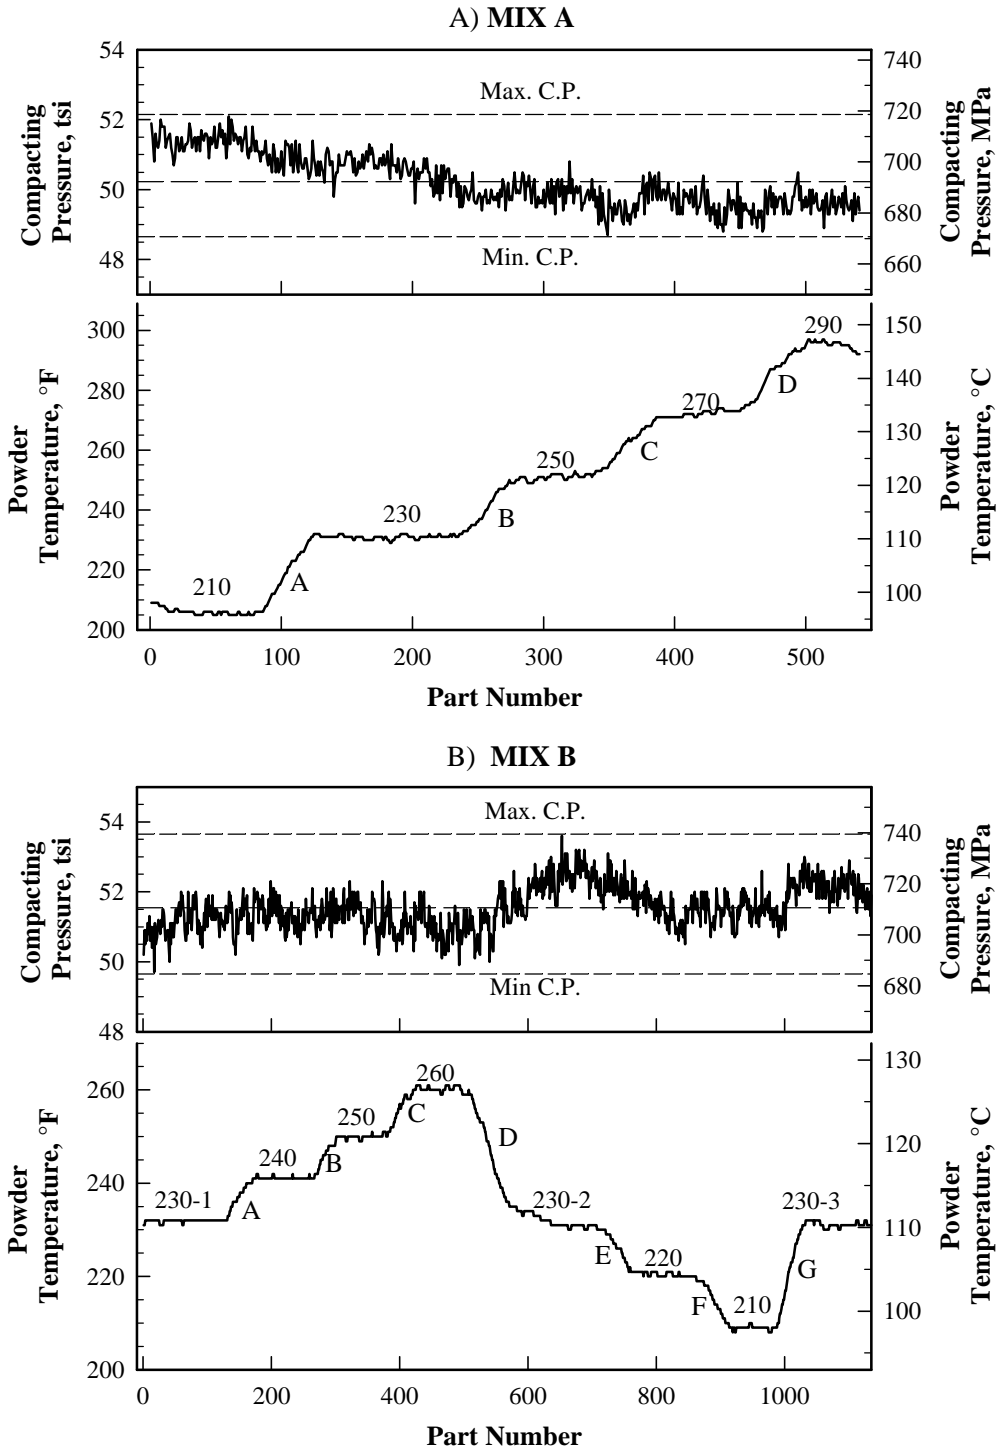 A) MIX A
54
52
50
48
Compacting
Pressure, tsi
Max. C.P.
Min. C.P.
740
720
700
680
660
Compacting
Pressure, MPa
300
280
260
240
220
200
Powder
Temperature, °F
210
A
230
B
250
C
270
D
290
150
140
130
120
110
100
Powder
Temperature, °C
0 100 200 300 400 500
Part Number
B) MIX B
54
52
50
48
Compacting
Pressure, tsi
Max. C.P.
Min C.P.
740
720
700
680
Compacting
Pressure, MPa
260
240
220
200
Powder
Temperature, °F
230-1
A
240
B
250
C
260
D
230-2
E
220
F
210
G
230-3
130
120
110
100
Powder
Temperature, °C
0 200 400 600 800 1000
Part Number